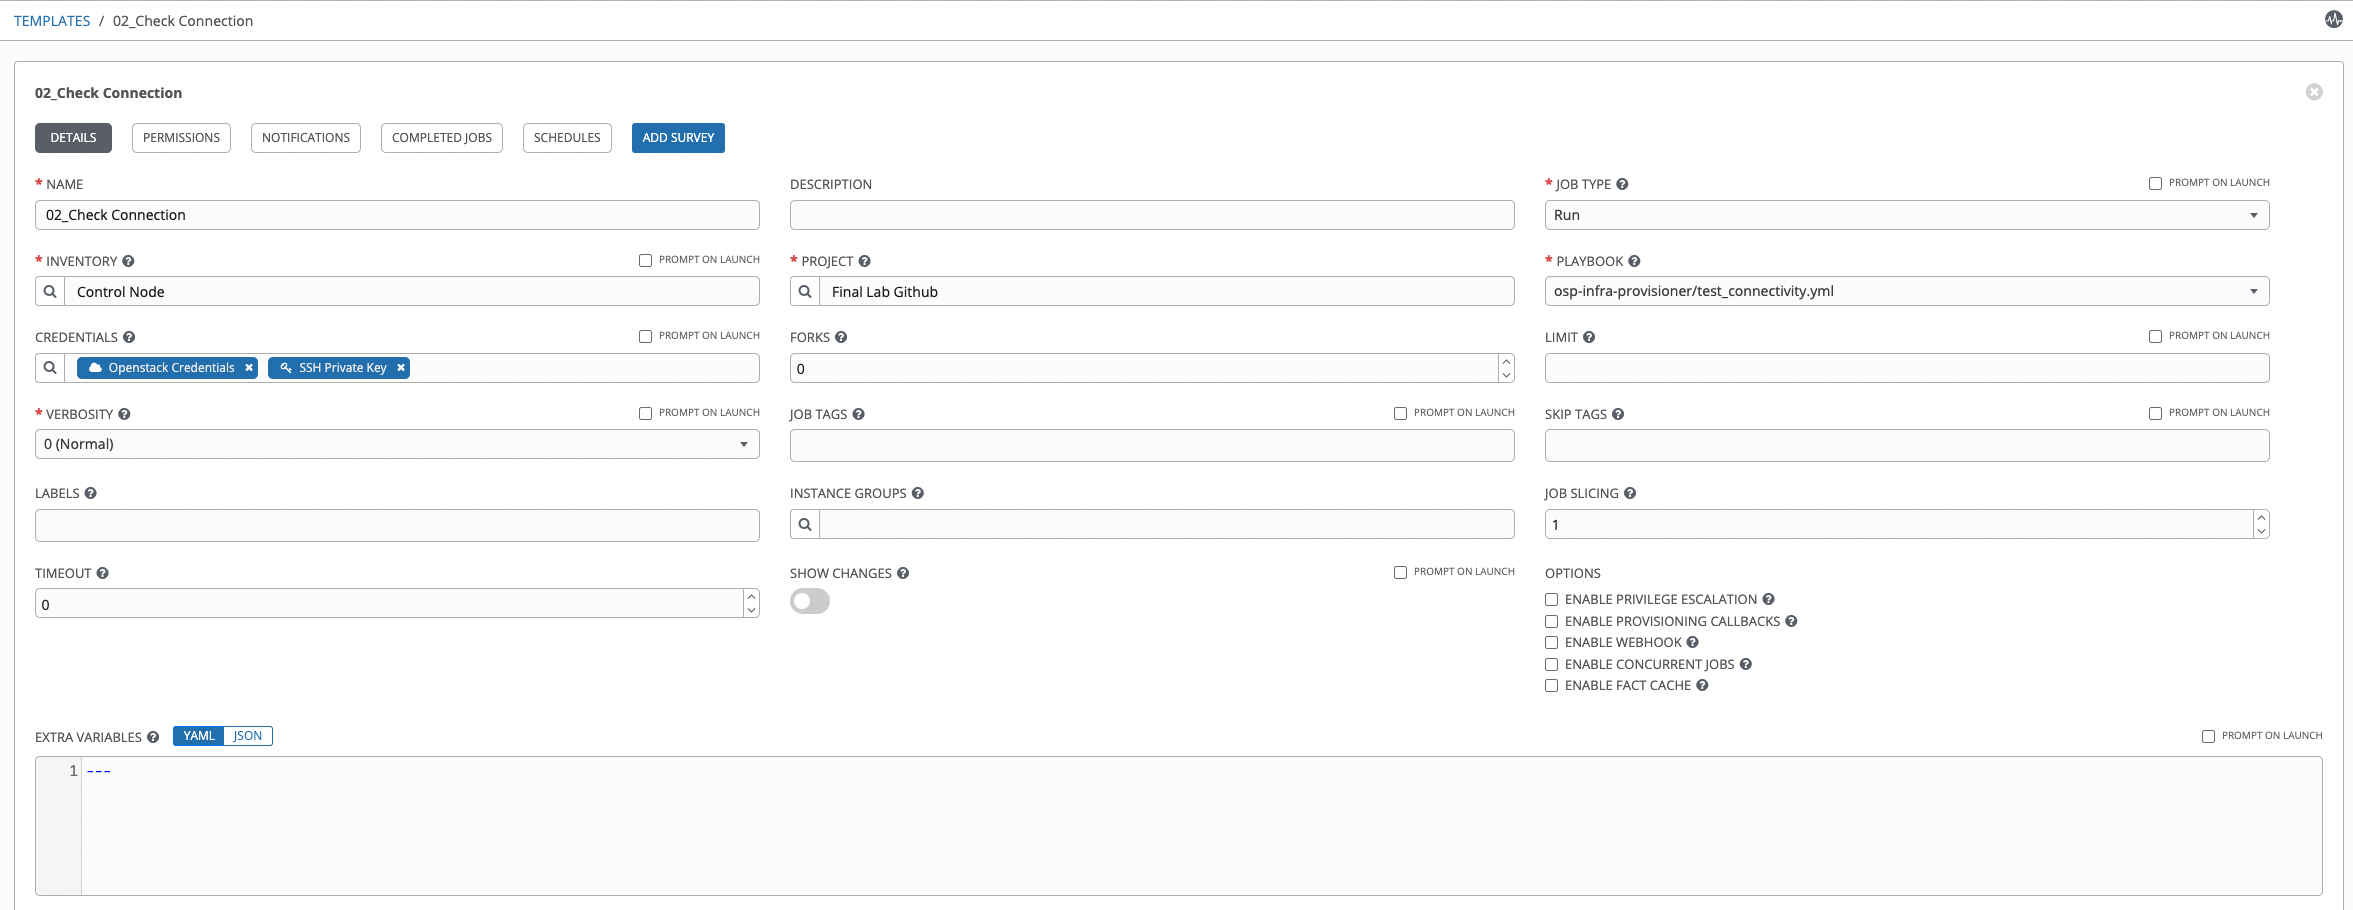 TEMPLATES / 02_Check Connection
02_Check Connection
DETAILS PERMISSIONS NOTIFICATIONS COMPLETED JOBS SCHEDULES ADD SURVEY
* NAME
02_Check Connection
DESCRIPTION
* JOB TYPE PROMPT ON LAUNCH
Run
* INVENTORY PROMPT ON LAUNCH
Control Node
* PROJECT
Final Lab Github
* PLAYBOOK
osp-infra-provisioner/test_connectivity.yml
CREDENTIALS PROMPT ON LAUNCH
Openstack Credentials SSH Private Key
FORKS
0
LIMIT PROMPT ON LAUNCH
* VERBOSITY PROMPT ON LAUNCH
0 (Normal)
JOB TAGS PROMPT ON LAUNCH
SKIP TAGS PROMPT ON LAUNCH
LABELS
INSTANCE GROUPS
JOB SLICING
1
TIMEOUT
0
SHOW CHANGES PROMPT ON LAUNCH
OPTIONS
ENABLE PRIVILEGE ESCALATION
ENABLE PROVISIONING CALLBACKS
ENABLE WEBHOOK
ENABLE CONCURRENT JOBS
ENABLE FACT CACHE
EXTRA VARIABLES YAML JSON PROMPT ON LAUNCH
1 ---